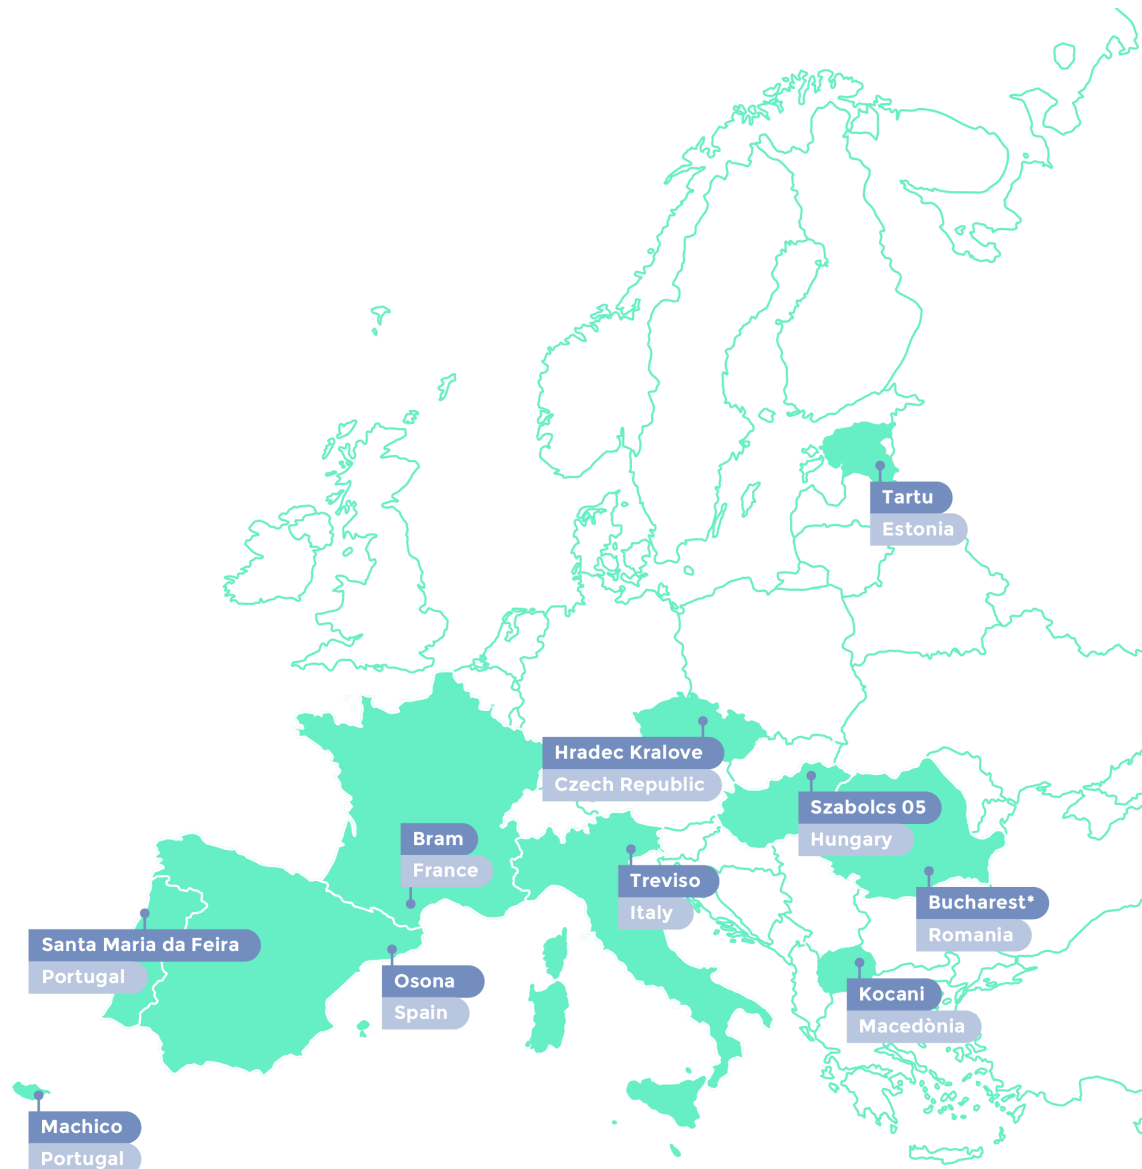 Tartu
Estonia
Hradec Kralove
Czech Republic
Szabolcs 05
Hungary
Bram
France
Treviso
Italy
Bucharest*
Romania
Santa Maria da Feira
Portugal
Osona
Spain
Kocani
Macedònia
Machico
Portugal